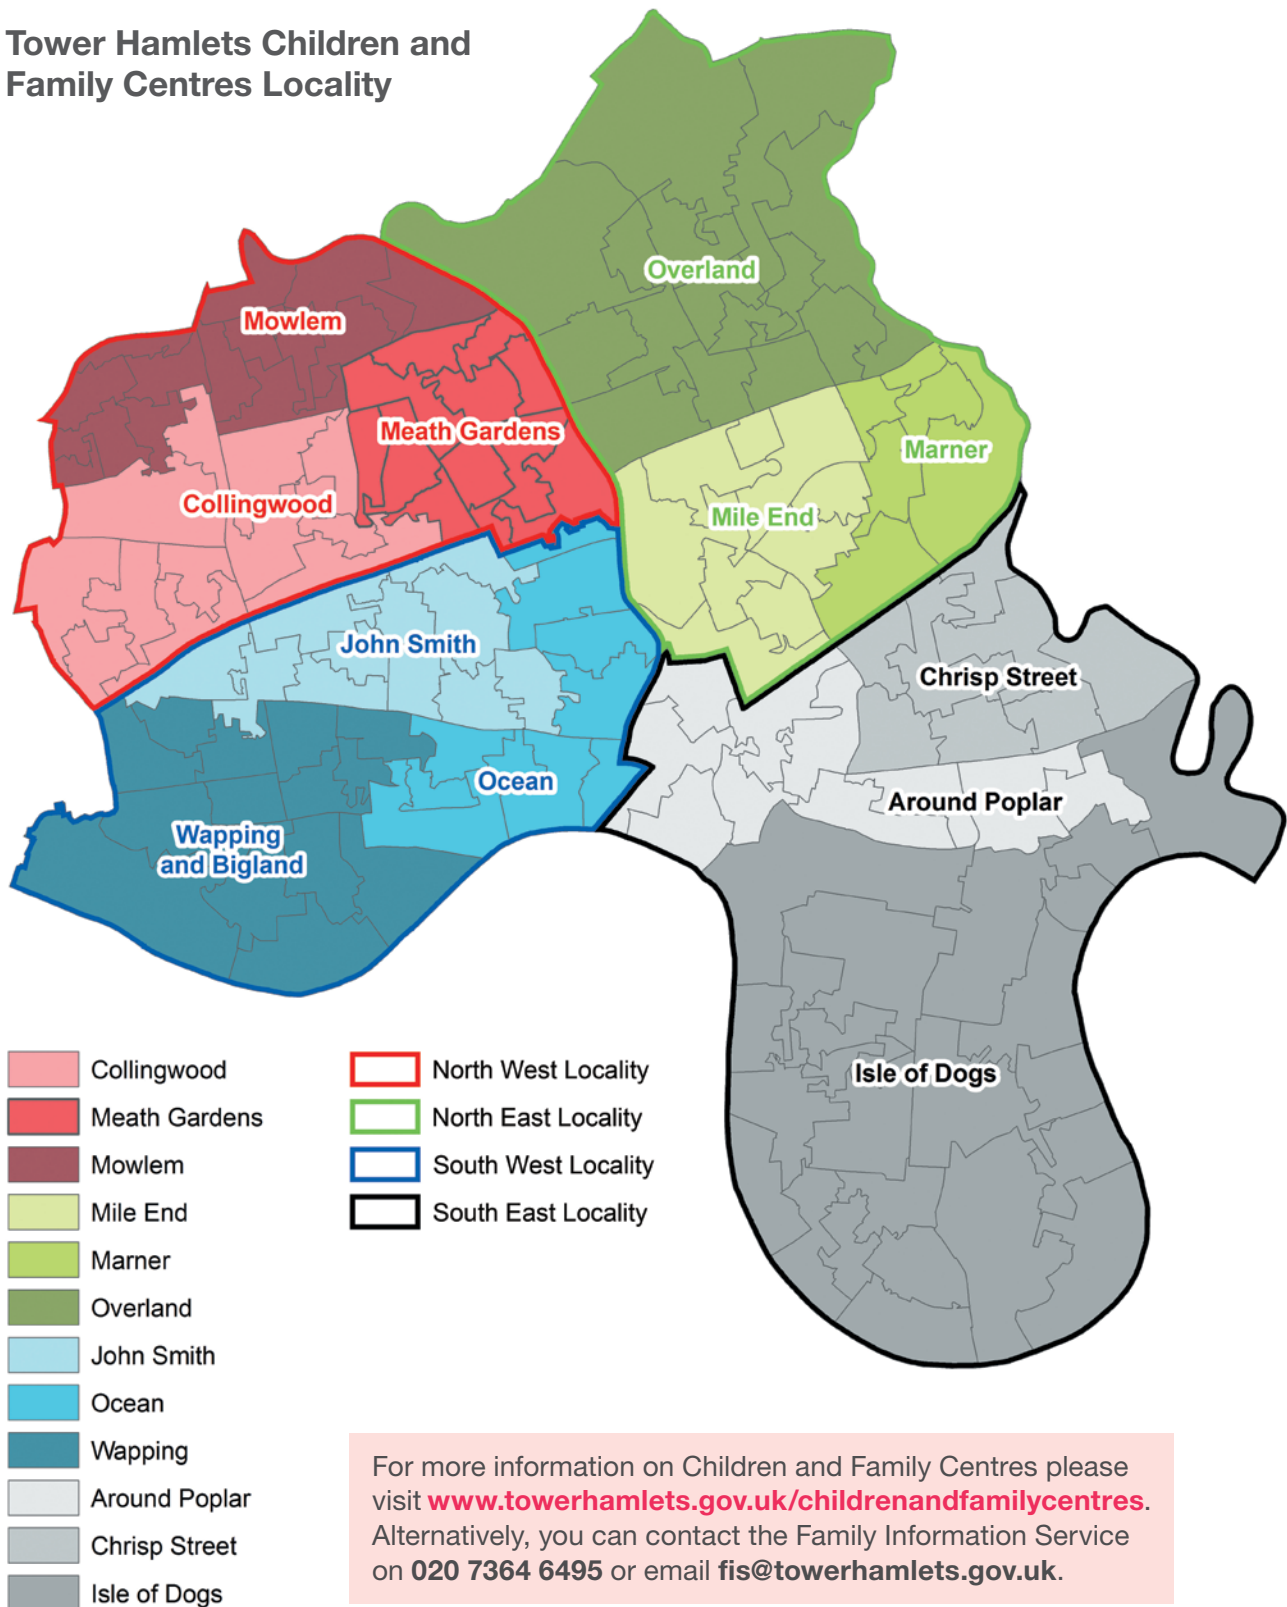 Tower Hamlets Children and
Family Centres Locality
Overland
Mowlem
Meath Gardens
Marner
Collingwood
Mile End
John Smith
Chrisp Street
Ocean
Around Poplar
Wapping
and Bigland
Isle of Dogs
Collingwood
Meath Gardens
Mowlem
Mile End
Marner
Overland
John Smith
Ocean
Wapping
Around Poplar
Chrisp Street
Isle of Dogs
North West Locality
North East Locality
South West Locality
South East Locality
For more information on Children and Family Centres please
visit www.towerhamlets.gov.uk/childrenandfamilycentres.
Alternatively, you can contact the Family Information Service
on 020 7364 6495 or email fis@towerhamlets.gov.uk.